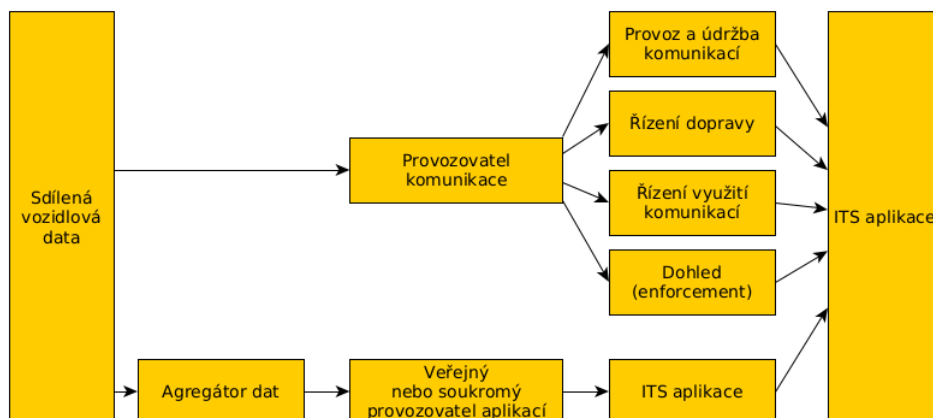 Sdílená
vozidlová
data
Provozovatel
komunikace
Provoz a údržba
komunikací
Řízení dopravy
Řízení využití
komunikací
Dohled
(enforcement)
ITS aplikace
Agregátor dat
Veřejný
nebo soukromý
provozovatel aplikací
ITS aplikace